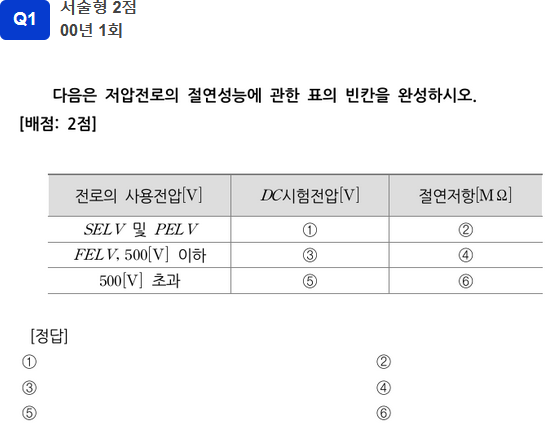 Q1
서술형 2점
00년 1회
다음은 저압전로의 절연성능에 관한 표의 빈칸을 완성하시오.
[배점: 2점]
전로의 사용전압[V] DC시험전압[V] 절연저항[MΩ]
SELV 및 PELV ① ②
FELV, 500[V] 이하 ③ ④
500[V] 초과 ⑤ ⑥
[정답]
① ②
③ ④
⑤ ⑥